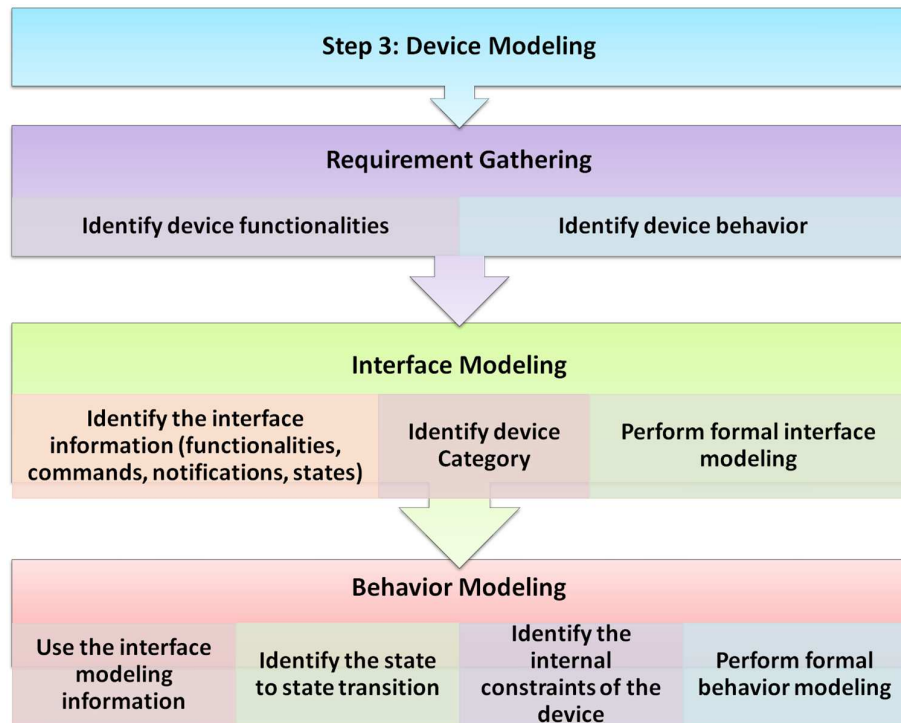 Step 3: Device Modeling
Requirement Gathering
Identify device functionalities
Identify device behavior
Interface Modeling
Identify the interface
information (functionalities,
commands, notifications, states)
Identify device
Category
Perform formal interface
modeling
Behavior Modeling
Use the interface
modeling
information
Identify the state
to state transition
Identify the
internal
constraints of the
device
Perform formal
behavior modeling